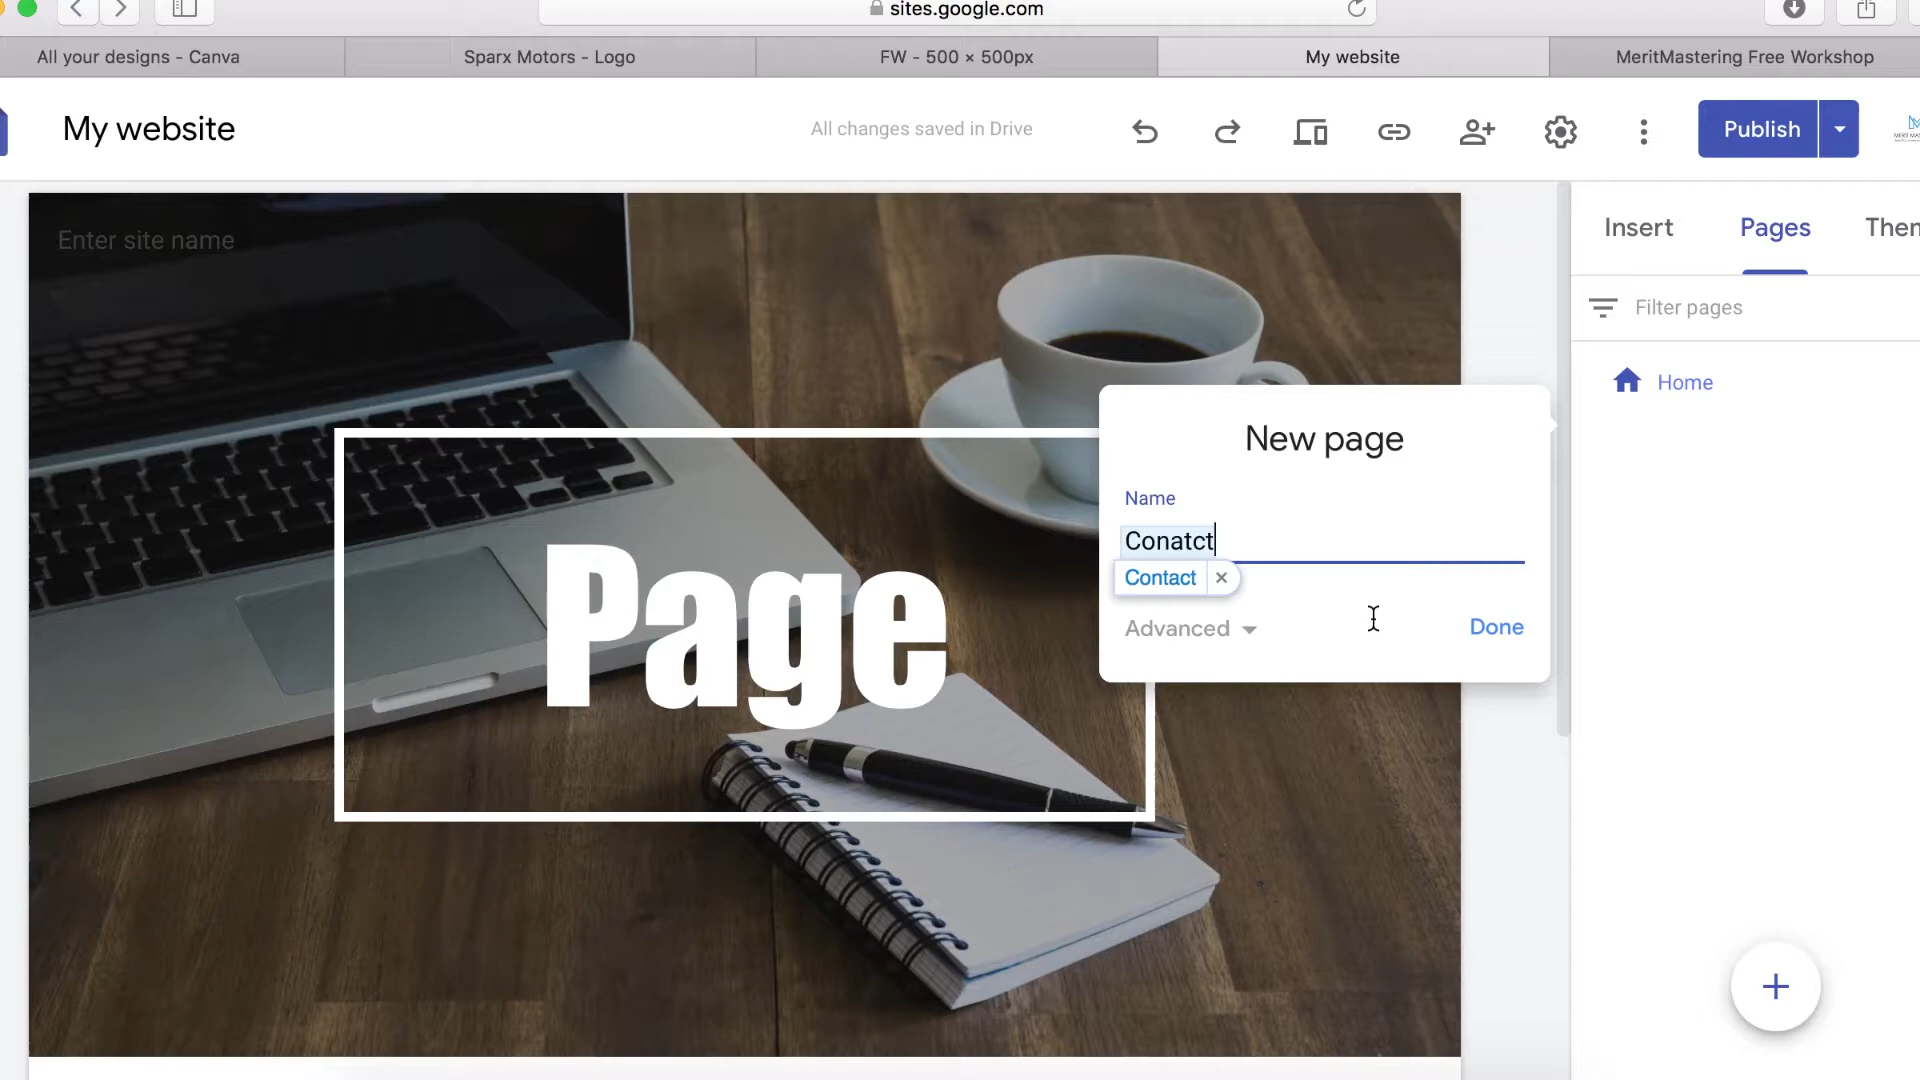 sites.google.com
All your designs - Canva
Sparx Motors - Logo
FW - 500 × 500px
My website
MeritMastering Free Workshop
My website
All changes saved in Drive
Publish
Enter site name
Insert
Pages
Then
Filter pages
Home
New page
Name
Conatct
Contact
Advanced
Done
Page